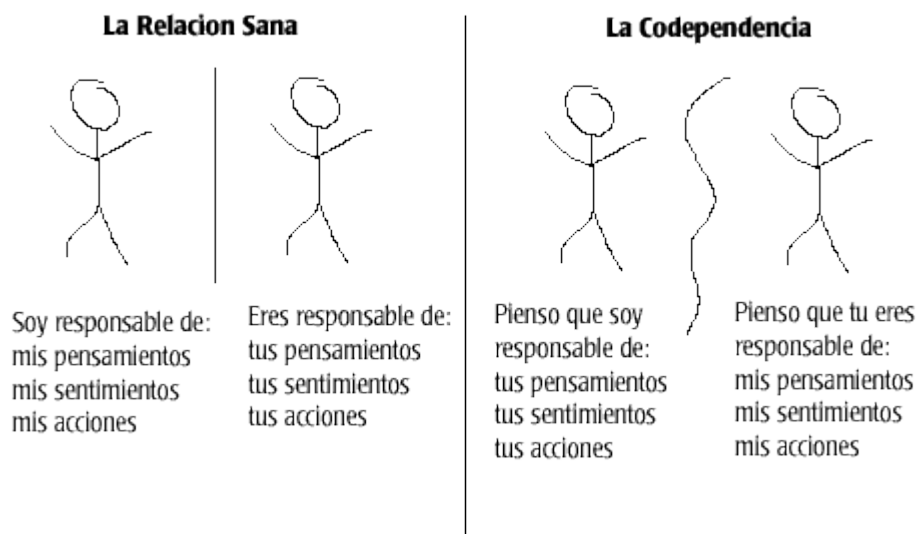 La Relacion Sana
Soy responsable de:
mis pensamientos
mis sentimientos
mis acciones
Eres responsable de:
tus pensamientos
tus sentimientos
tus acciones
La Codependencia
Pienso que soy
responsable de:
tus pensamientos
tus sentimientos
tus acciones
Pienso que tu eres
responsable de:
mis pensamientos
mis sentimientos
mis acciones